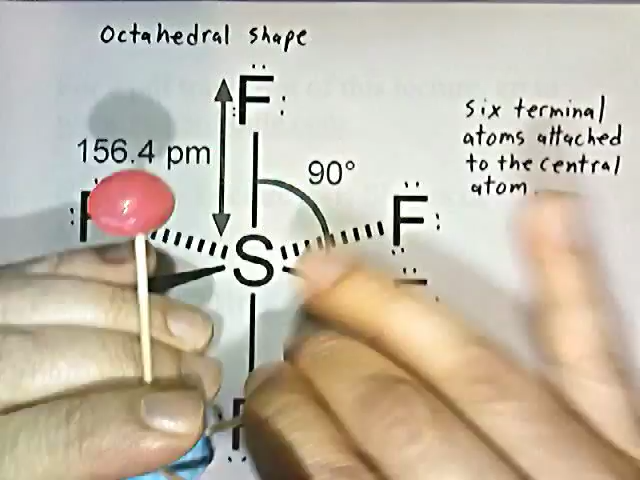 Octahedral shape
F
156.4 pm
90°
six terminal
atoms attached
to the central
atom.
F
F
S